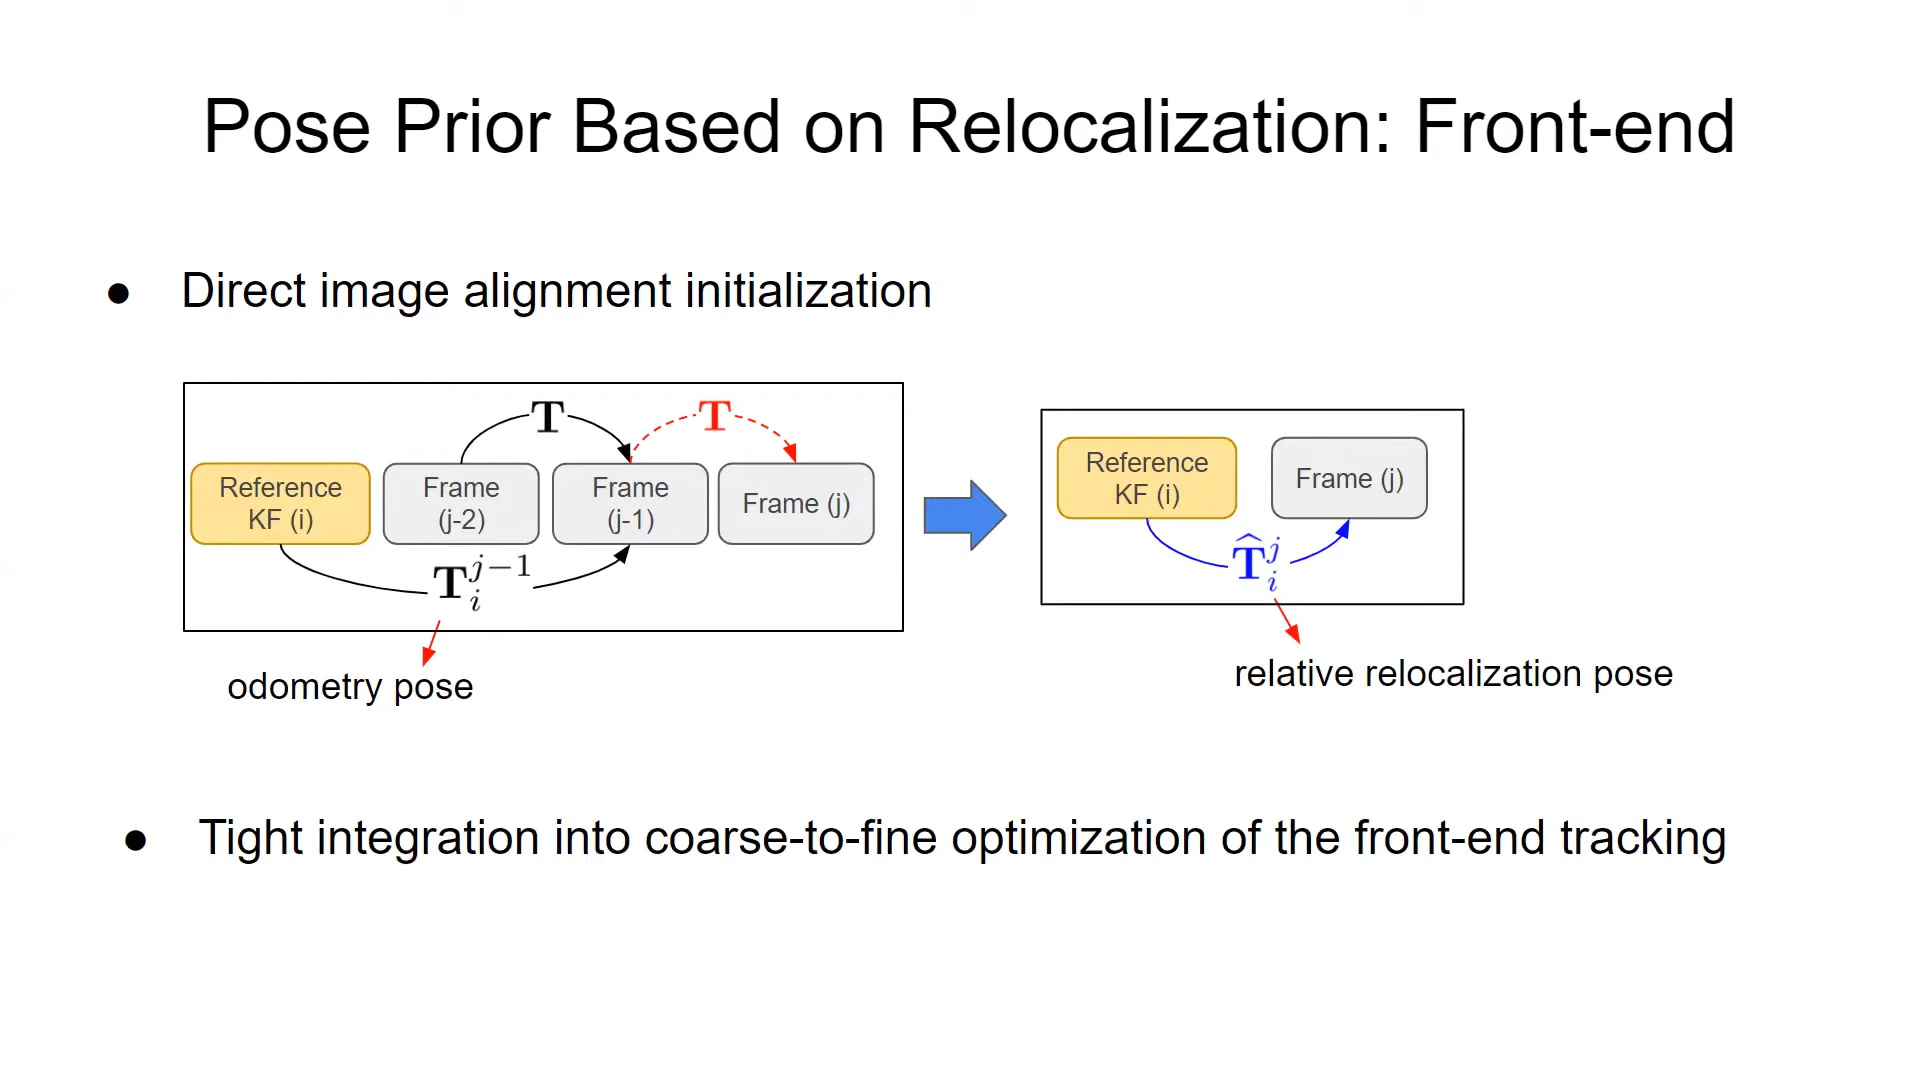 Pose Prior Based on Relocalization: Front-end
● Direct image alignment initialization
T
T
Reference
KF (i)
Frame
(j-2)
Frame
(j-1)
Frame (j)
T_i^{j-1}
odometry pose
Reference
KF (i)
Frame (j)
\hat{T}_i^j
relative relocalization pose
● Tight integration into coarse-to-fine optimization of the front-end tracking